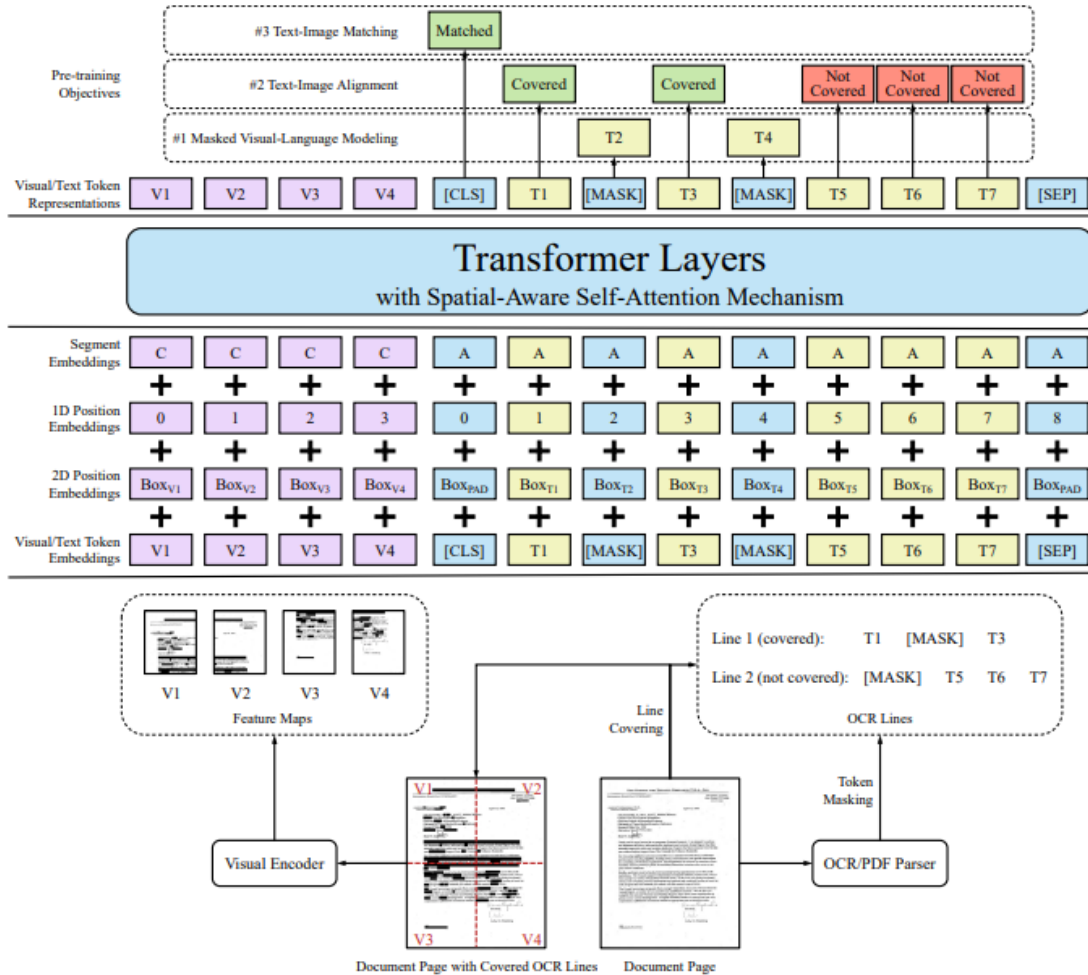 #3 Text-Image Matching
Matched
Pre-training
Objectives
#2 Text-Image Alignment
Covered
Covered
Not
Covered
Not
Covered
Not
Covered
#1 Masked Visual-Language Modeling
T2
T4
Visual/Text Token
Representations
V1 V2 V3 V4 [CLS] T1 [MASK] T3 [MASK] T5 T6 T7 [SEP]
Transformer Layers
with Spatial-Aware Self-Attention Mechanism
Segment
Embeddings
C C C C A A A A A A A A A
+ + + + + + + + + + + + +
1D Position
Embeddings
0 1 2 3 0 1 2 3 4 5 6 7 8
+ + + + + + + + + + + + +
2D Position
Embeddings
BoxV1 BoxV2 BoxV3 BoxV4 BoxPAD BoxT1 BoxT2 BoxT3 BoxT4 BoxT5 BoxT6 BoxT7 BoxPAD
+ + + + + + + + + + + + +
Visual/Text Token
Embeddings
V1 V2 V3 V4 [CLS] T1 [MASK] T3 [MASK] T5 T6 T7 [SEP]
V1 V2 V3 V4
Feature Maps
Line 1 (covered): T1 [MASK] T3
Line 2 (not covered): [MASK] T5 T6 T7
OCR Lines
Line
Covering
Token
Masking
V1 V2
Visual Encoder
OCR/PDF Parser
V3 V4
Document Page with Covered OCR Lines
Document Page